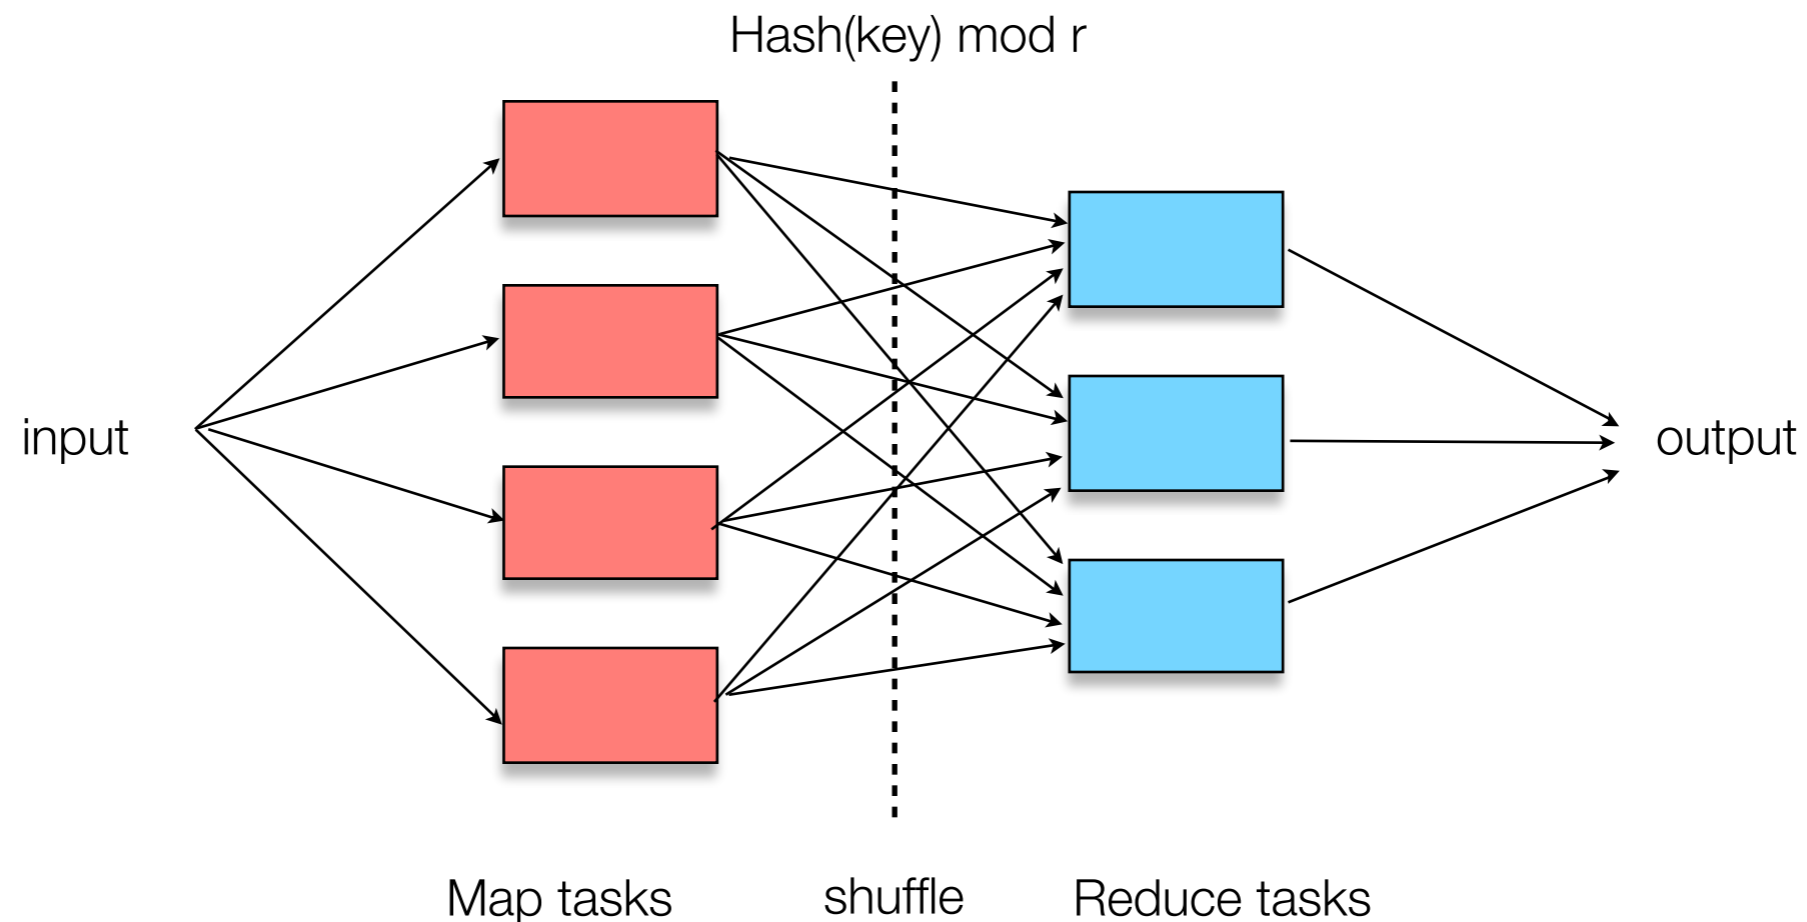 Hash(key) mod r
input
output
Map tasks
shuffle
Reduce tasks